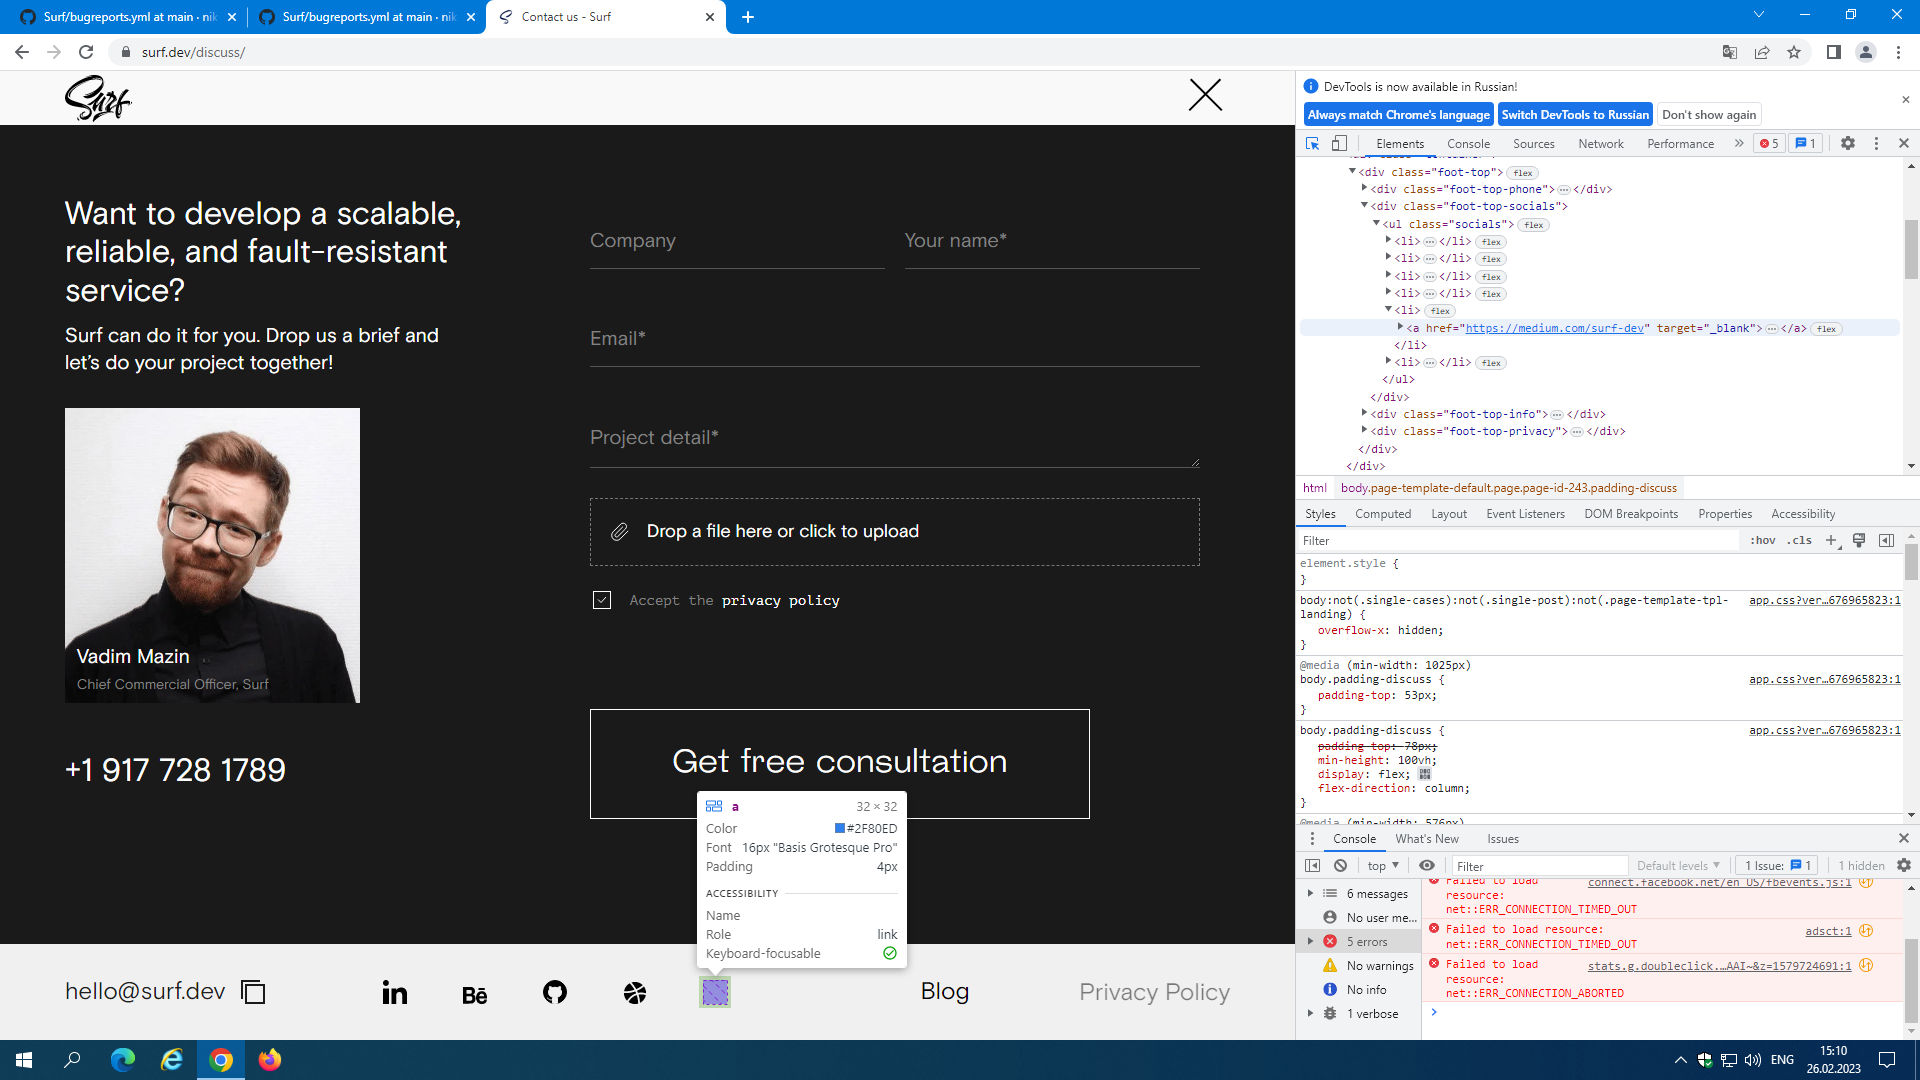 Surf/bugreports.yml at main · nik
Surf/bugreports.yml at main · nik
Contact us - Surf
surf.dev/discuss/
Surf
Want to develop a scalable,
reliable, and fault-resistant
service?
Surf can do it for you. Drop us a brief and
let's do your project together!
Vadim Mazin
Chief Commercial Officer, Surf
+1 917 728 1789
Company
Your name*
Email*
Project detail*
Drop a file here or click to upload
Accept the privacy policy
Get free consultation
a 32 × 32
Color #2F80ED
Font 16px "Basis Grotesque Pro"
Padding 4px
ACCESSIBILITY
Name
Role link
Keyboard-focusable
hello@surf.dev
in
Bē
Blog
Privacy Policy
DevTools is now available in Russian!
Always match Chrome's language
Switch DevTools to Russian
Don't show again
Elements Console Sources Network Performance » 5 1
<div class="foot-top"> flex
<div class="foot-top-phone"> ⋯ </div>
<div class="foot-top-socials">
<ul class="socials"> flex
<li> ⋯ </li> flex
<li> ⋯ </li> flex
<li> ⋯ </li> flex
<li> ⋯ </li> flex
<li> flex
<a href="https://medium.com/surf-dev" target="_blank"> ⋯ </a> flex
</li>
<li> ⋯ </li> flex
</ul>
</div>
<div class="foot-top-info"> ⋯ </div>
<div class="foot-top-privacy"> ⋯ </div>
</div>
</div>
html body.page-template-default.page.page-id-243.padding-discuss
Styles Computed Layout Event Listeners DOM Breakpoints Properties Accessibility
Filter :hov .cls +
element.style {
}
body:not(.single-cases):not(.single-post):not(.page-template-tpl- app.css?ver…676965823:1
landing) {
overflow-x: hidden;
}
@media (min-width: 1025px)
body.padding-discuss { app.css?ver…676965823:1
padding-top: 53px;
}
body.padding-discuss { app.css?ver…676965823:1
padding-top: 78px;
min-height: 100vh;
display: flex;
flex-direction: column;
}
@media (min-width: 576px)
Console What's New Issues
top ▼ Filter Default levels ▼ 1 Issue: 1 1 hidden
6 messages
No user me...
5 errors
No warnings
No info
1 verbose
Failed to load connect.facebook.net/en_US/fbevents.js:1
resource:
net::ERR_CONNECTION_TIMED_OUT
Failed to load resource: adsct:1
net::ERR_CONNECTION_TIMED_OUT
Failed to load stats.g.doubleclick.…AAI~&z=1579724691:1
resource:
net::ERR_CONNECTION_ABORTED
ENG
15:10
26.02.2023